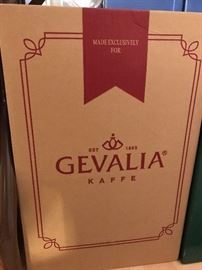 MADE EXCLUSIVELY
FOR
EST 1853
GEVALIA®
KAFFE